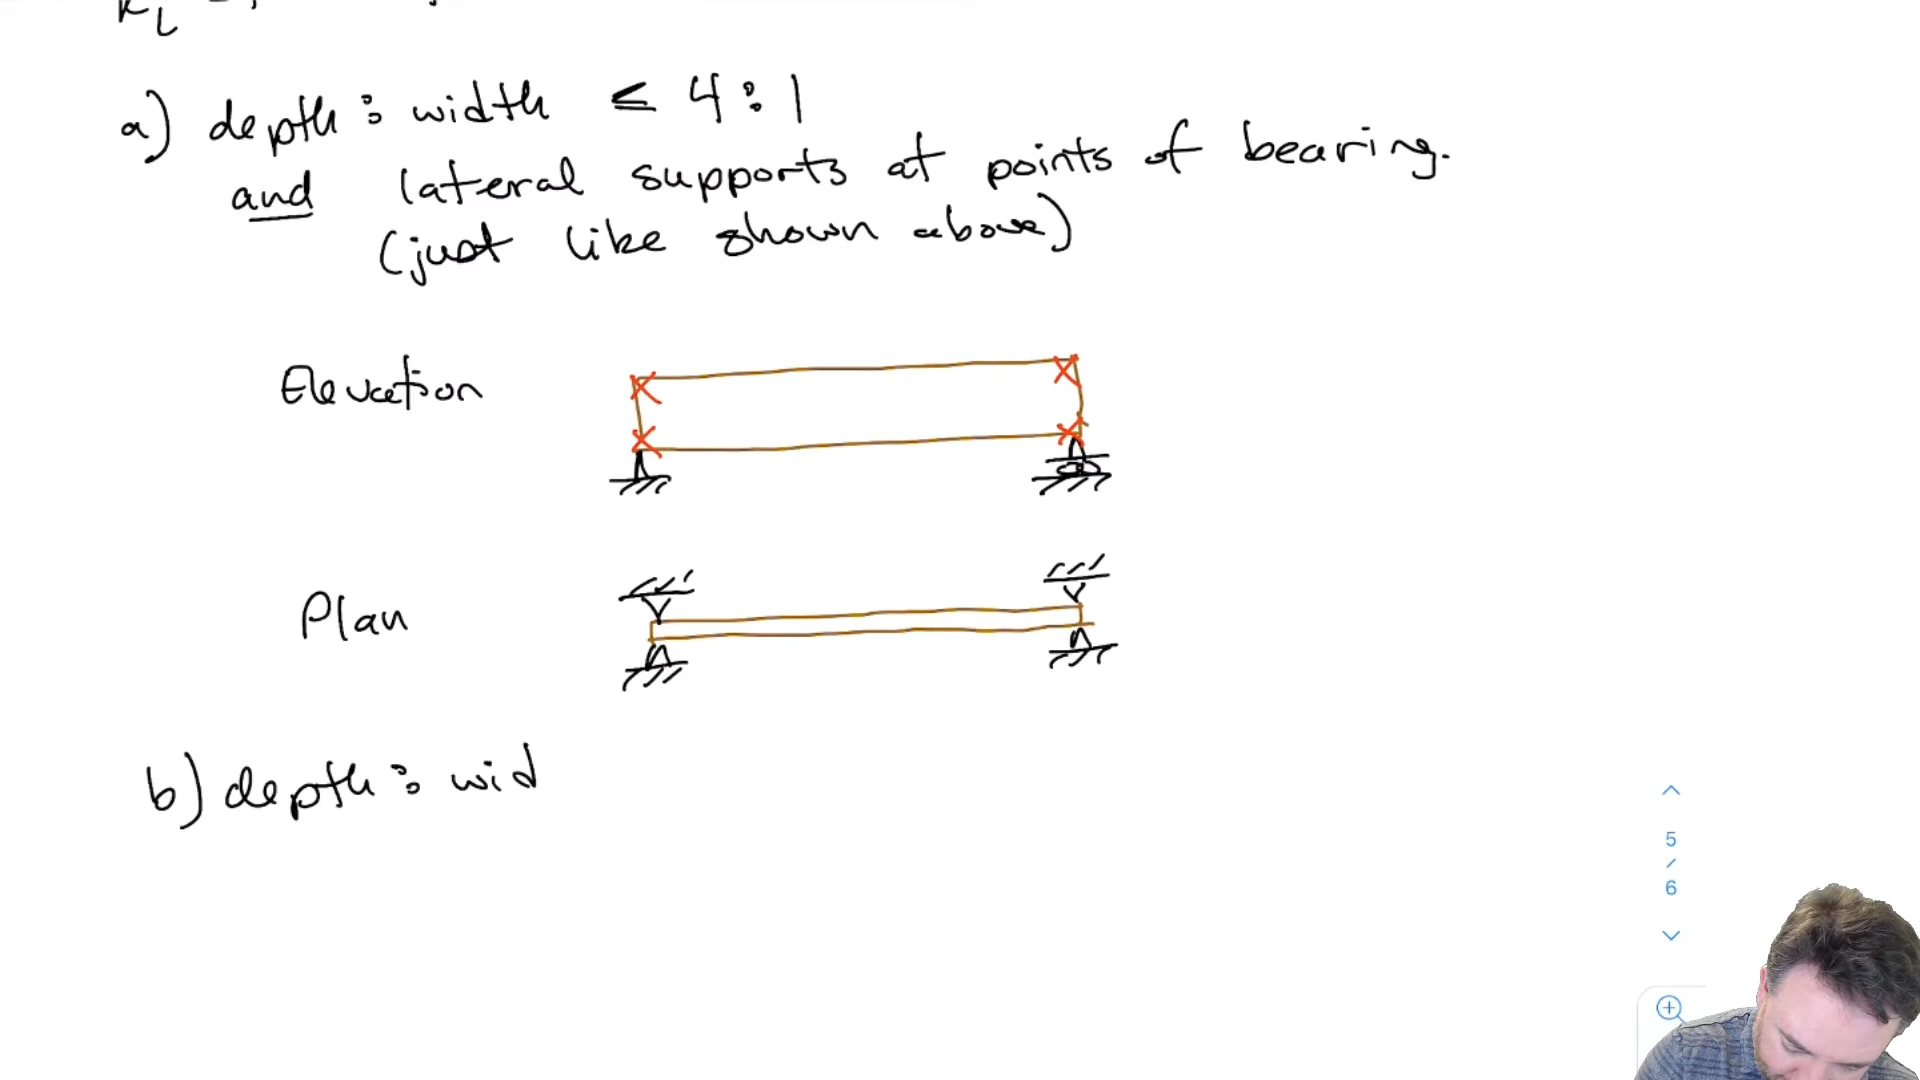 KL
a) depth : width ≤ 4 : 1
and lateral supports at points of bearing.
(just like shown above)
Elevation
Plan
b) depth : wid
5
/
6